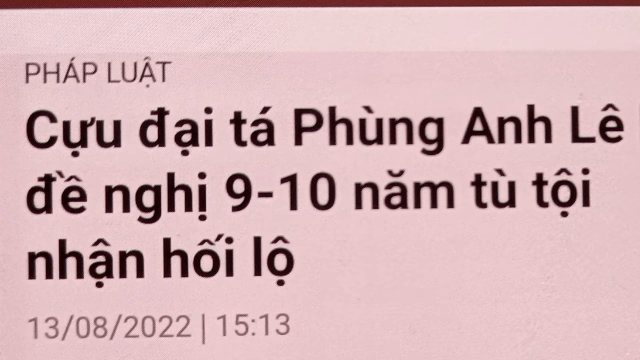 PHÁP LUẬT
Cựu đại tá Phùng Anh Lê
đề nghị 9-10 năm tù tội
nhận hối lộ
13/08/2022 | 15:13